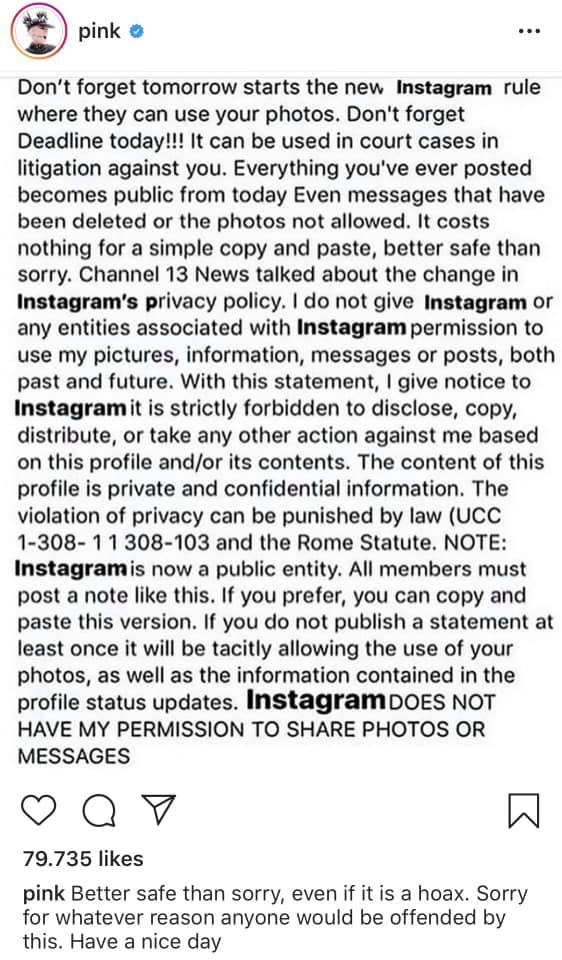 pink
Don't forget tomorrow starts the new Instagram rule
where they can use your photos. Don't forget
Deadline today!!! It can be used in court cases in
litigation against you. Everything you've ever posted
becomes public from today Even messages that have
been deleted or the photos not allowed. It costs
nothing for a simple copy and paste, better safe than
sorry. Channel 13 News talked about the change in
Instagram's privacy policy. I do not give Instagram or
any entities associated with Instagram permission to
use my pictures, information, messages or posts, both
past and future. With this statement, I give notice to
Instagram it is strictly forbidden to disclose, copy,
distribute, or take any other action against me based
on this profile and/or its contents. The content of this
profile is private and confidential information. The
violation of privacy can be punished by law (UCC
1-308- 1 1 308-103 and the Rome Statute. NOTE:
Instagram is now a public entity. All members must
post a note like this. If you prefer, you can copy and
paste this version. If you do not publish a statement at
least once it will be tacitly allowing the use of your
photos, as well as the information contained in the
profile status updates. Instagram DOES NOT
HAVE MY PERMISSION TO SHARE PHOTOS OR
MESSAGES
79.735 likes
pink Better safe than sorry, even if it is a hoax. Sorry
for whatever reason anyone would be offended by
this. Have a nice day